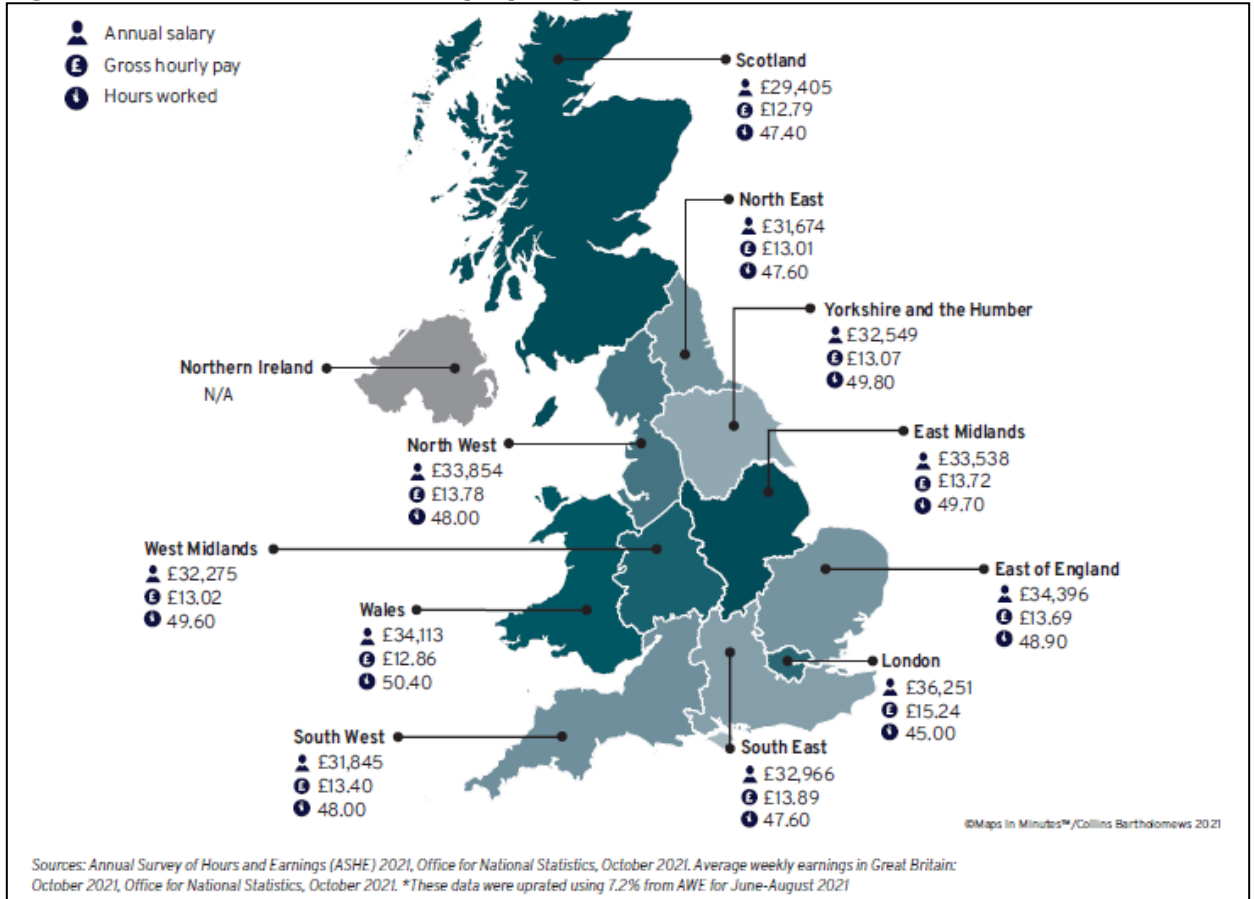 Annual salary
Gross hourly pay
Hours worked
Scotland
£29,405
£12.79
47.40
North East
£31,674
£13.01
47.60
Yorkshire and the Humber
£32,549
£13.07
49.80
Northern Ireland
N/A
East Midlands
£33,538
£13.72
49.70
North West
£33,854
£13.78
48.00
West Midlands
£32,275
£13.02
49.60
East of England
£34,396
£13.69
48.90
Wales
£34,113
£12.86
50.40
London
£36,251
£15.24
45.00
South West
£31,845
£13.40
48.00
South East
£32,966
£13.89
47.60
©Maps In Minutes™/Collins Bartholomews 2021
Sources: Annual Survey of Hours and Earnings (ASHE) 2021, Office for National Statistics, October 2021. Average weekly earnings in Great Britain:
October 2021, Office for National Statistics, October 2021. *These data were uprated using 7.2% from AWE for June-August 2021